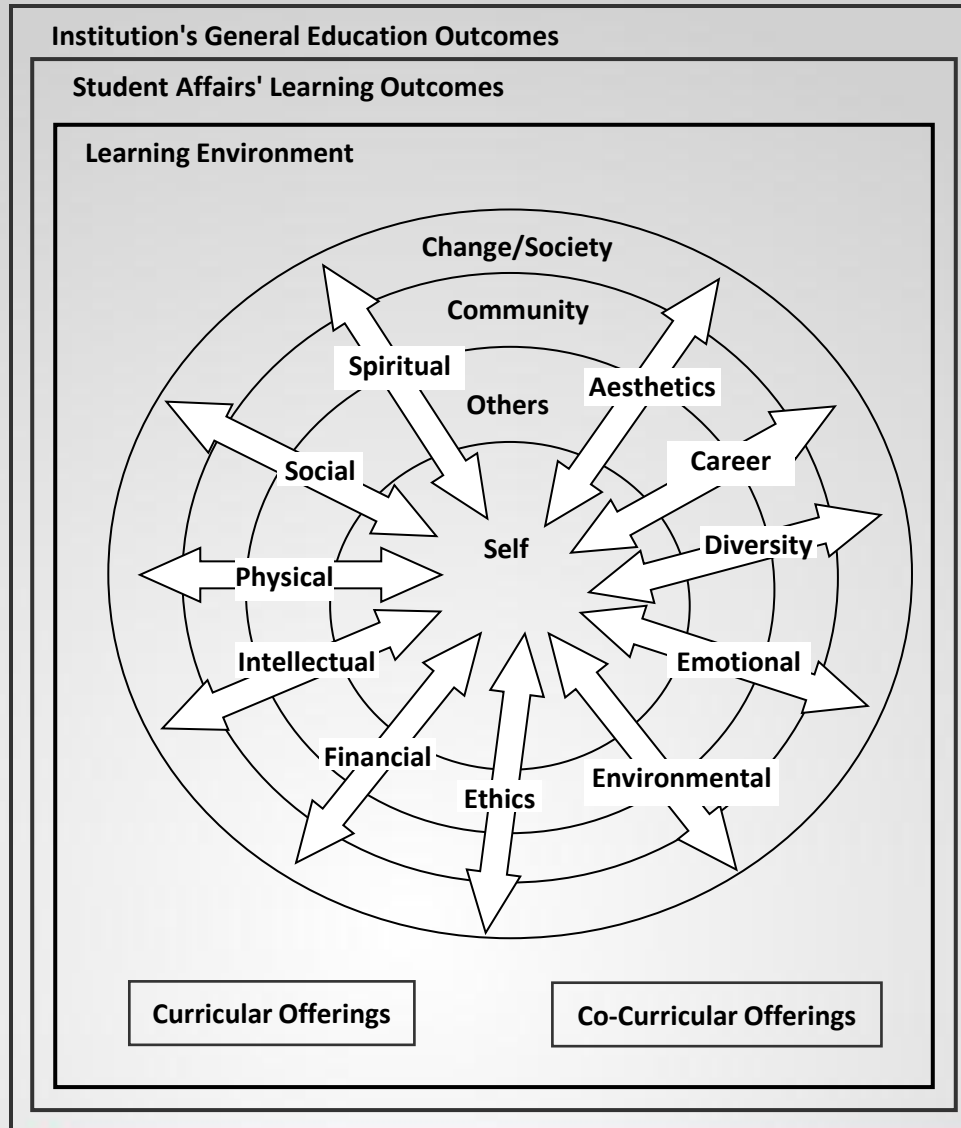 Institution's General Education Outcomes
Student Affairs' Learning Outcomes
Learning Environment
Change/Society
Community
Spiritual
Aesthetics
Others
Social
Career
Self
Diversity
Physical
Intellectual
Emotional
Financial
Environmental
Ethics
Curricular Offerings
Co-Curricular Offerings